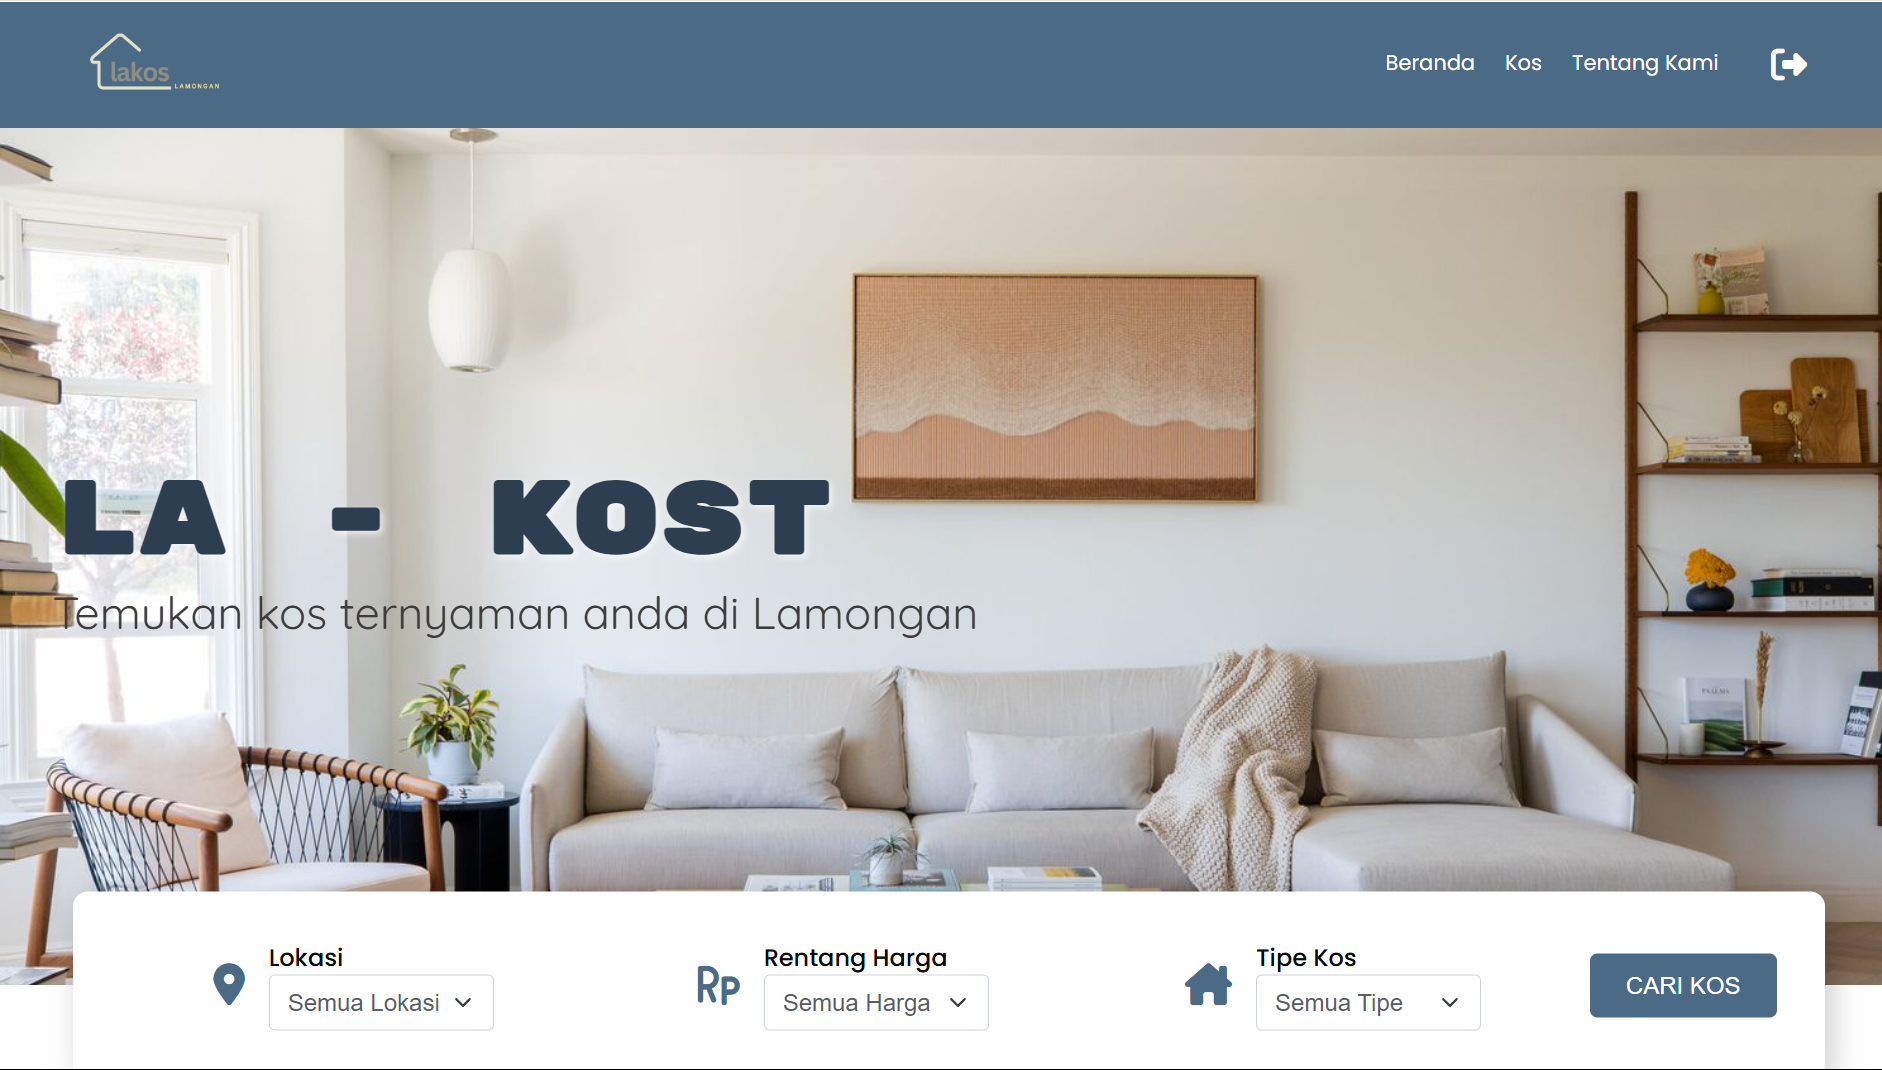 lakos
LAMONGAN
Beranda
Kos
Tentang Kami
LA - KOST
Temukan kos ternyaman anda di Lamongan
PSALMS
Lokasi
Semua Lokasi
Rp
Rentang Harga
Semua Harga
Tipe Kos
Semua Tipe
CARI KOS